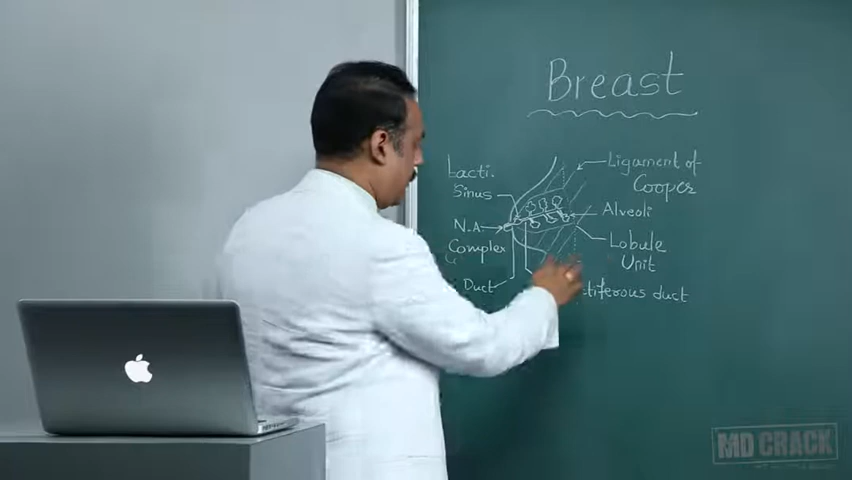 Breast
Lacti.
Sinus
N.A.
Complex
Duct
Ligament of
Cooper
Alveoli
Lobule
Unit
tiferous duct
MD CRACK